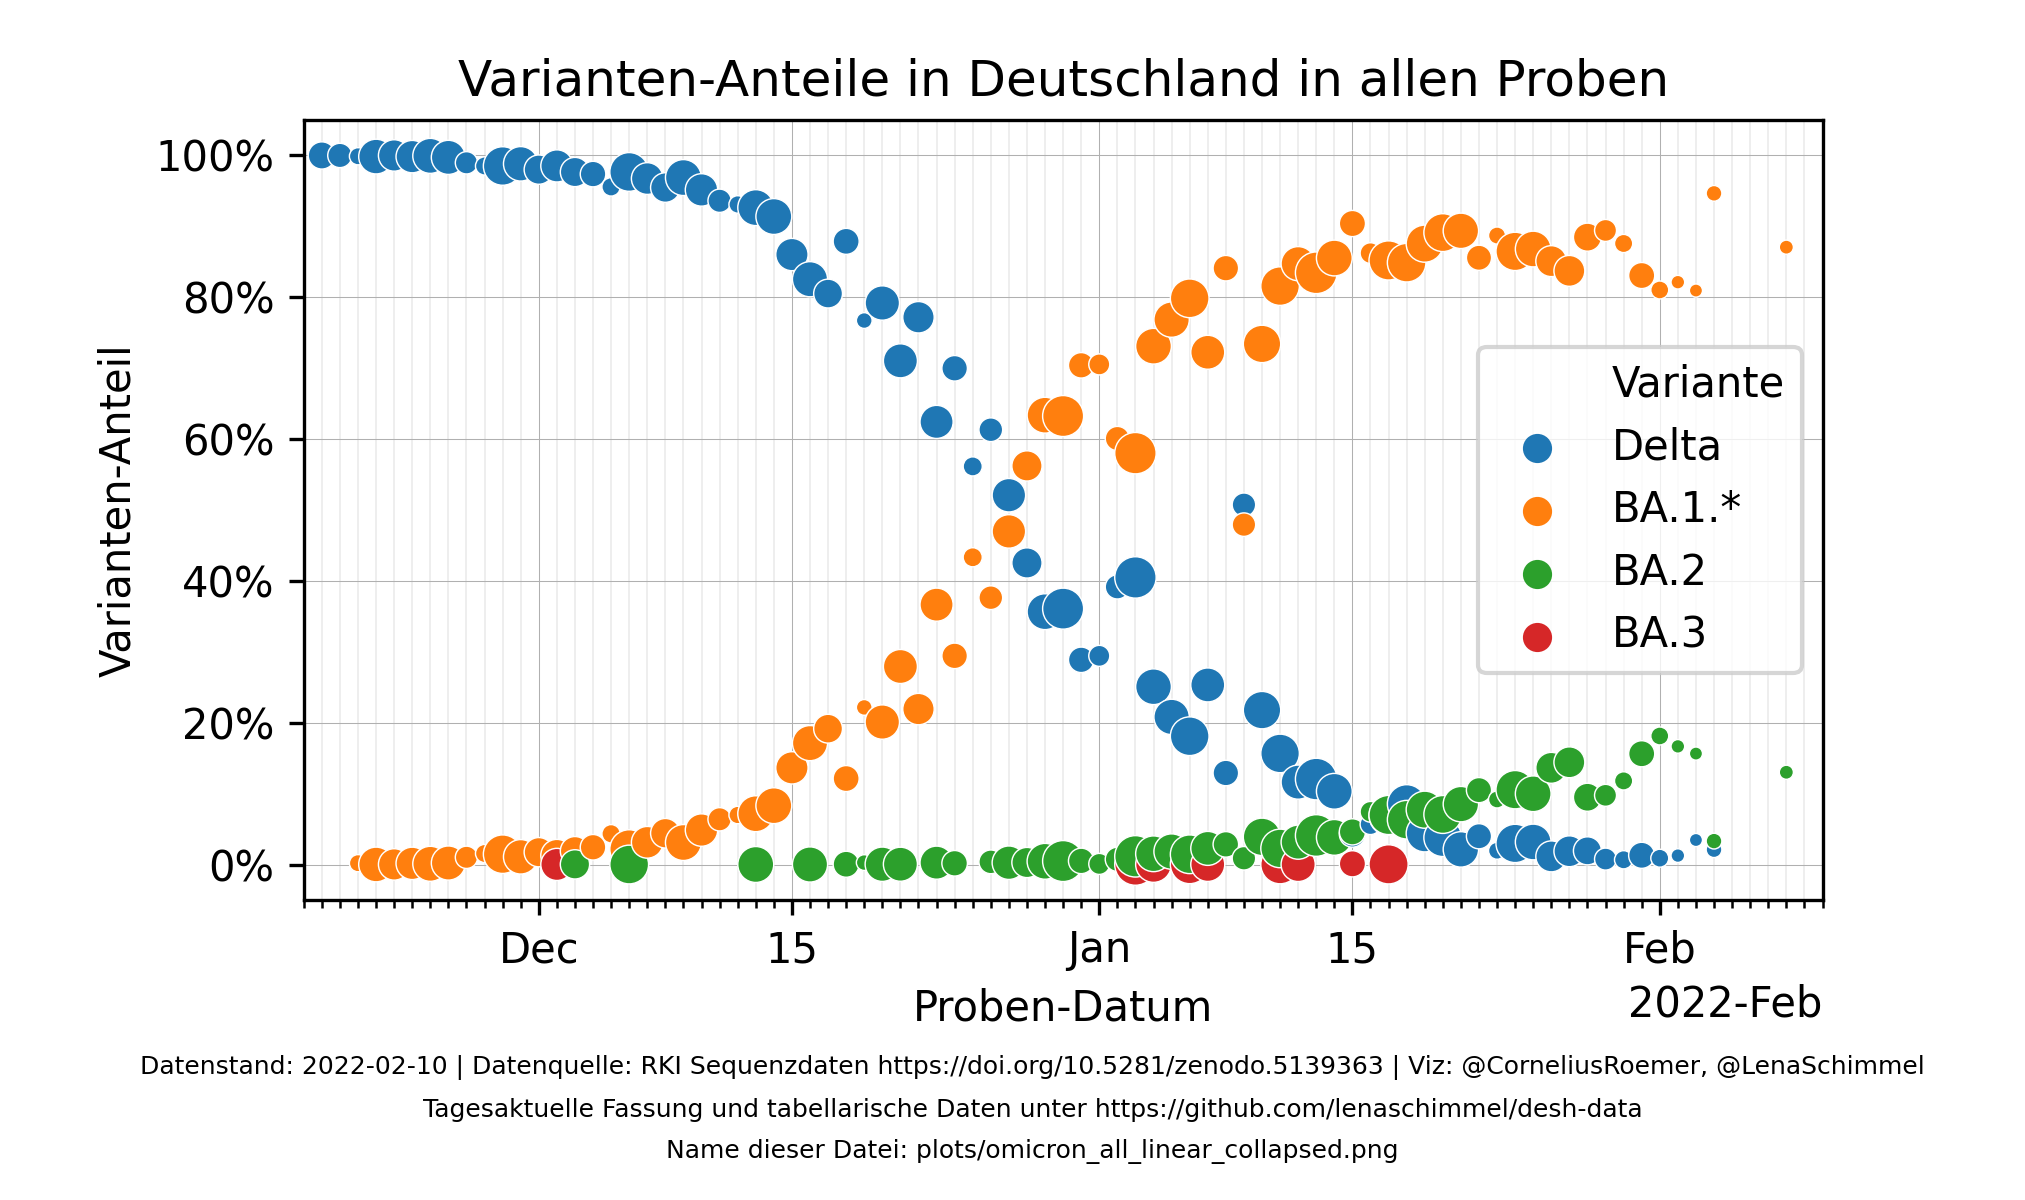 Varianten-Anteile in Deutschland in allen Proben
100%
80%
60%
40%
20%
0%
Varianten-Anteil
Variante
Delta
BA.1.*
BA.2
BA.3
Dec 15 Jan 15 Feb
2022-Feb
Proben-Datum
Datenstand: 2022-02-10 | Datenquelle: RKI Sequenzdaten https://doi.org/10.5281/zenodo.5139363 | Viz: @CorneliusRoemer, @LenaSchimmel
Tagesaktuelle Fassung und tabellarische Daten unter https://github.com/lenaschimmel/desh-data
Name dieser Datei: plots/omicron_all_linear_collapsed.png